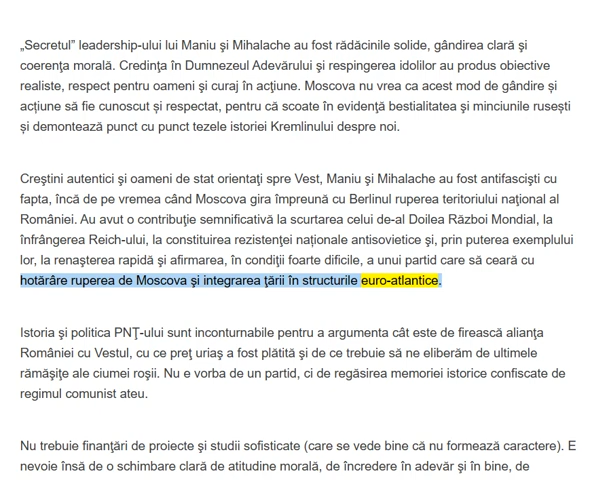 „Secretul” leadership-ului lui Maniu şi Mihalache au fost rădăcinile solide, gândirea clară şi
coerenţa morală. Credinţa în Dumnezeul Adevărului şi respingerea idolilor au produs obiective
realiste, respect pentru oameni şi curaj în acţiune. Moscova nu vrea ca acest mod de gândire și
acțiune să fie cunoscut și respectat, pentru că scoate în evidenţă bestialitatea și minciunile rusești
și demontează punct cu punct tezele istoriei Kremlinului despre noi.
Creştini autentici şi oameni de stat orientaţi spre Vest, Maniu şi Mihalache au fost antifascişti cu
fapta, încă de pe vremea când Moscova gira împreună cu Berlinul ruperea teritoriului naţional al
României. Au avut o contribuţie semnificativă la scurtarea celui de-al Doilea Război Mondial, la
înfrângerea Reich-ului, la constituirea rezistenței naționale antisovietice şi, prin puterea exemplului
lor, la renaşterea rapidă şi afirmarea, în condiţii foarte dificile, a unui partid care să ceară cu
hotărâre ruperea de Moscova şi integrarea ţării în structurile euro-atlantice.
Istoria şi politica PNŢ-ului sunt inconturnabile pentru a argumenta cât este de firească alianţa
României cu Vestul, cu ce preţ uriaş a fost plătită şi de ce trebuie să ne eliberăm de ultimele
rămăşiţe ale ciumei roşii. Nu e vorba de un partid, ci de regăsirea memoriei istorice confiscate de
regimul comunist ateu.
Nu trebuie finanţări de proiecte şi studii sofisticate (care se vede bine că nu formează caractere). E
nevoie însă de o schimbare clară de atitudine morală, de încredere în adevăr şi în bine, de